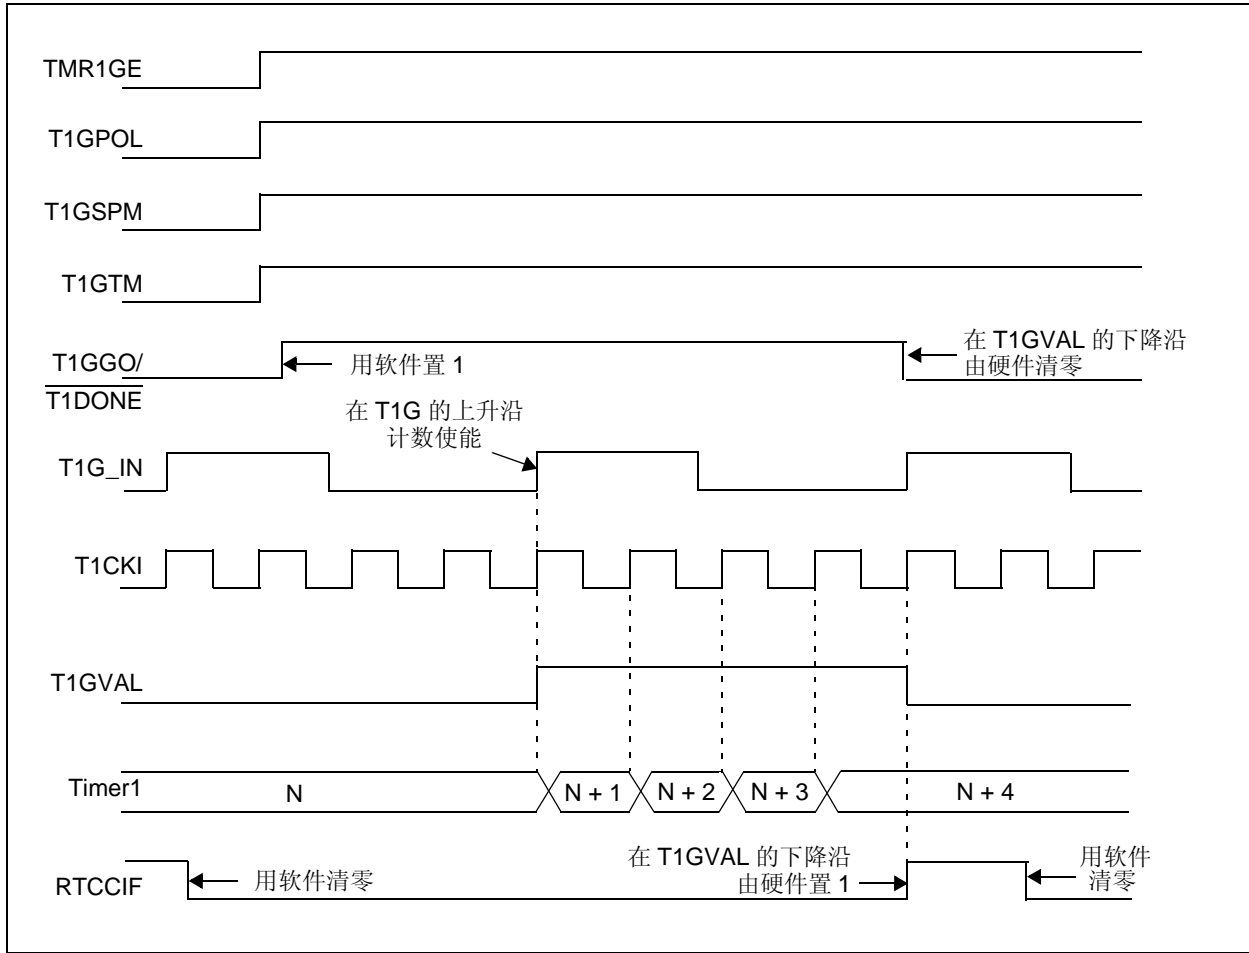 TMR1GE
T1GPOL
T1GSPM
T1GTM
T1GGO/
T1DONE
用软件置 1
在 T1GVAL 的下降沿
由硬件清零
在 T1G 的上升沿
计数使能
T1G_IN
T1CKI
T1GVAL
Timer1
N
N + 1
N + 2
N + 3
N + 4
RTCCIF
用软件清零
在 T1GVAL 的下降沿
由硬件置 1
用软件
清零